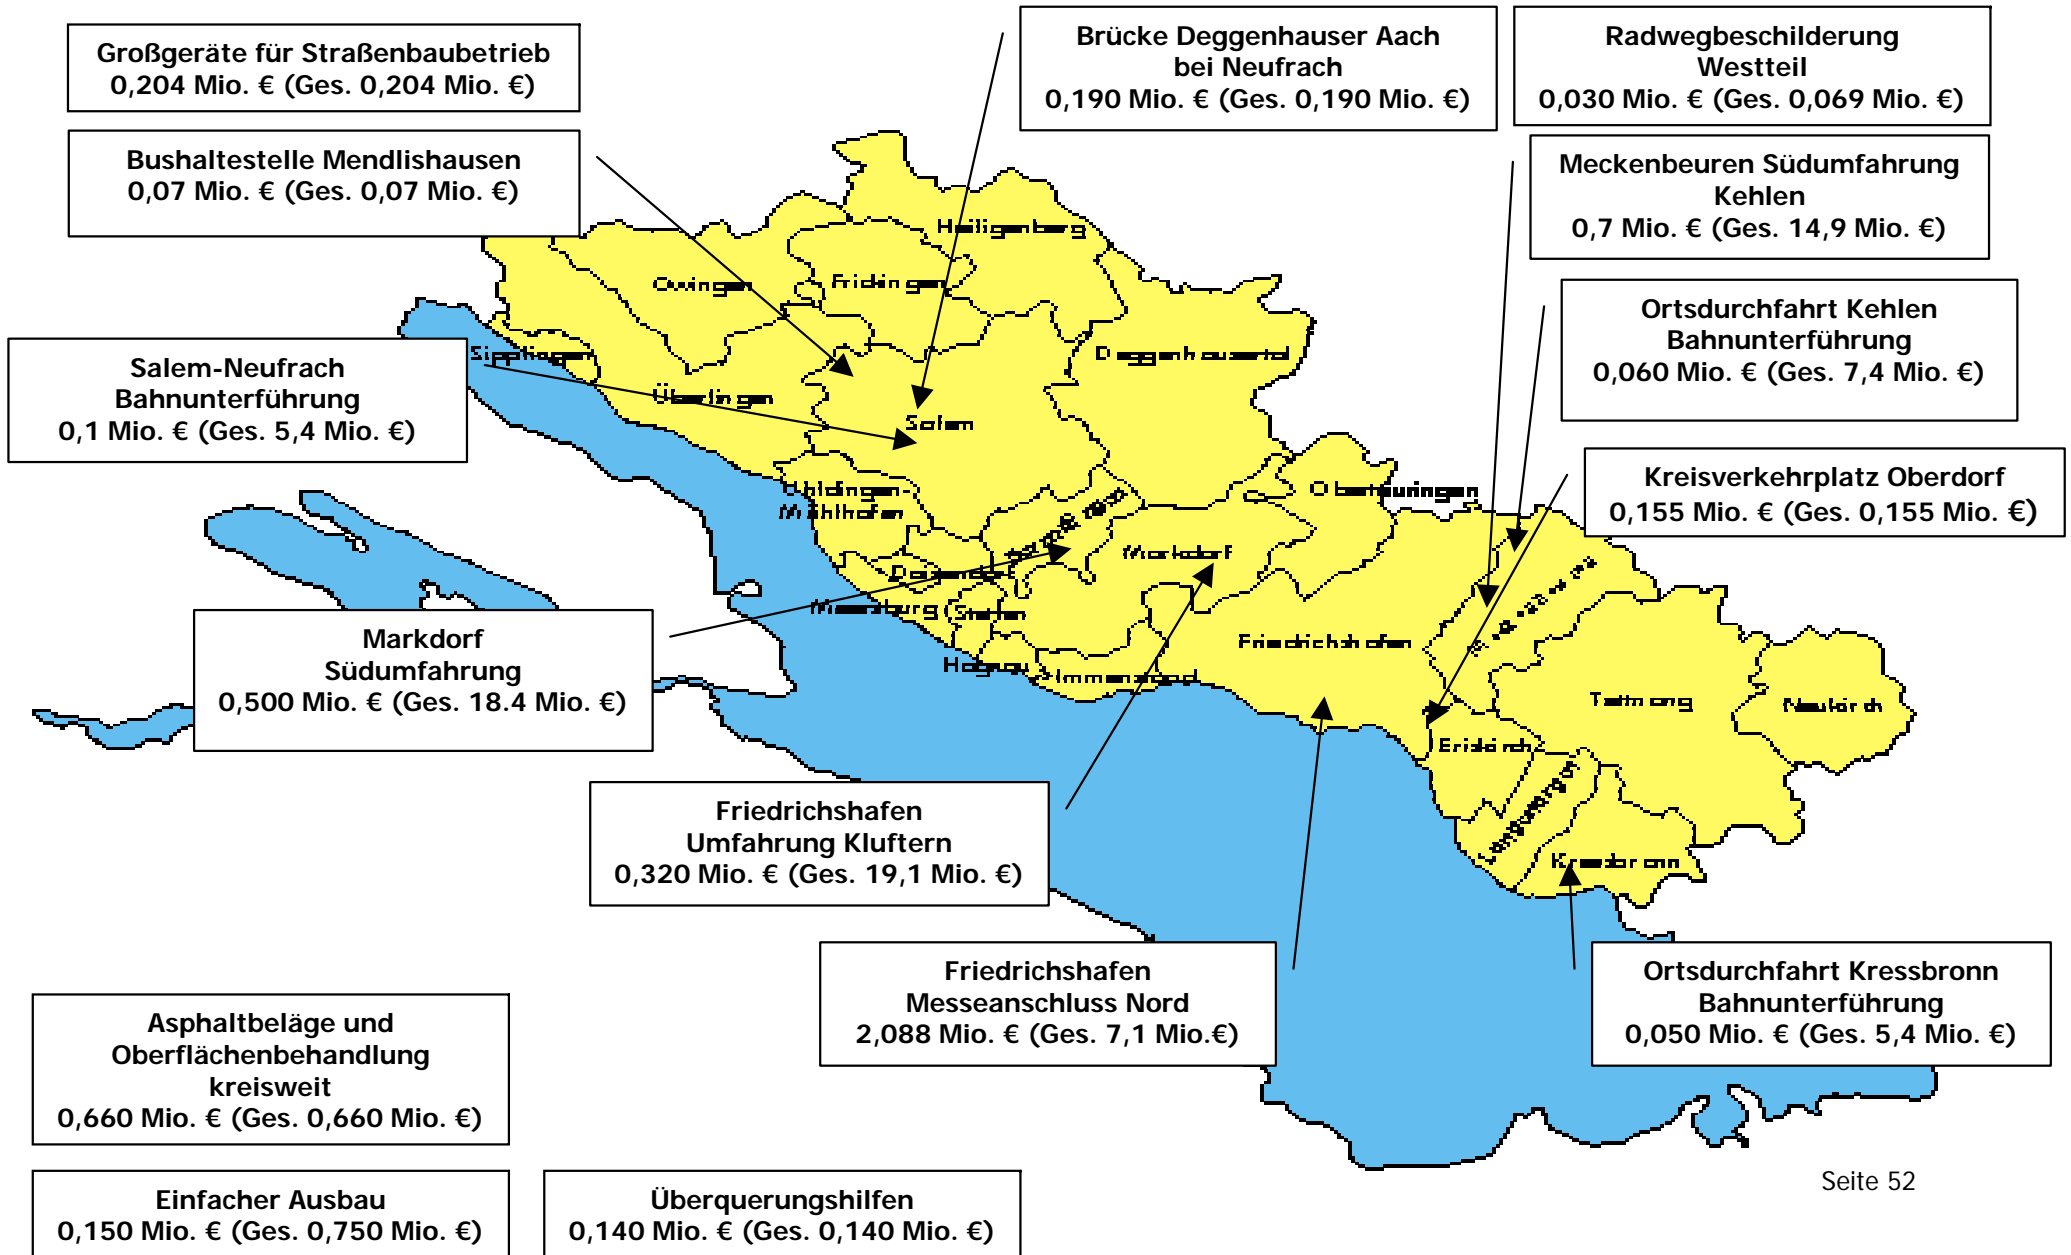 Großgeräte für Straßenbaubetrieb
0,204 Mio. € (Ges. 0,204 Mio. €)
Brücke Deggenhauser Aach
bei Neufrach
0,190 Mio. € (Ges. 0,190 Mio. €)
Radwegbeschilderung
Westteil
0,030 Mio. € (Ges. 0,069 Mio. €)
Bushaltestelle Mendlishausen
0,07 Mio. € (Ges. 0,07 Mio. €)
Meckenbeuren Südumfahrung
Kehlen
0,7 Mio. € (Ges. 14,9 Mio. €)
Heiligenberg
Owingen
Frickingen
Ortsdurchfahrt Kehlen
Bahnunterführung
0,060 Mio. € (Ges. 7,4 Mio. €)
Sipplingen
Deggenhausertal
Salem-Neufrach
Bahnunterführung
0,1 Mio. € (Ges. 5,4 Mio. €)
Überlingen
Salem
Kreisverkehrplatz Oberdorf
0,155 Mio. € (Ges. 0,155 Mio. €)
Uhldingen-
Mühlhofen
Oberteuringen
Markdorf
Daisendorf
Meersburg
Stetten
Friedrichshafen
Hagnau
Immenstaad
Tettnang
Neukirch
Markdorf
Südumfahrung
0,500 Mio. € (Ges. 18.4 Mio. €)
Eriskirch
Langenargen
Kressbronn
Friedrichshafen
Umfahrung Kluftern
0,320 Mio. € (Ges. 19,1 Mio. €)
Friedrichshafen
Messeanschluss Nord
2,088 Mio. € (Ges. 7,1 Mio.€)
Ortsdurchfahrt Kressbronn
Bahnunterführung
0,050 Mio. € (Ges. 5,4 Mio. €)
Asphaltbeläge und
Oberflächenbehandlung
kreisweit
0,660 Mio. € (Ges. 0,660 Mio. €)
Einfacher Ausbau
0,150 Mio. € (Ges. 0,750 Mio. €)
Überquerungshilfen
0,140 Mio. € (Ges. 0,140 Mio. €)
Seite 52